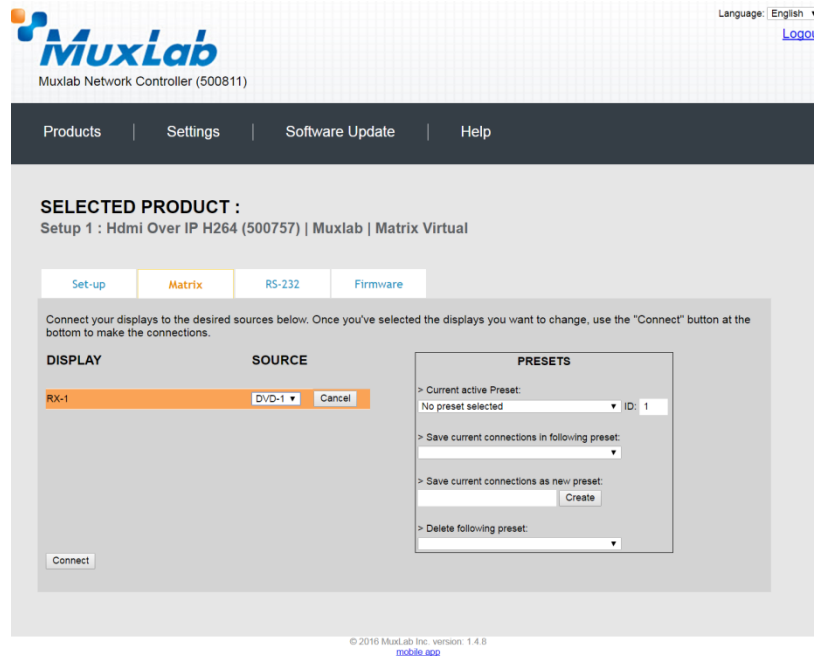 Language: English
Logou
MuxLab
Muxlab Network Controller (500811)
Products | Settings | Software Update | Help
SELECTED PRODUCT :
Setup 1 : Hdmi Over IP H264 (500757) | Muxlab | Matrix Virtual
Set-up Matrix RS-232 Firmware
Connect your displays to the desired sources below. Once you've selected the displays you want to change, use the "Connect" button at the
bottom to make the connections.
DISPLAY SOURCE
RX-1 DVD-1 Cancel
PRESETS
> Current active Preset:
No preset selected ID: 1
> Save current connections in following preset:
> Save current connections as new preset:
Create
> Delete following preset:
Connect
© 2016 MuxLab Inc. version: 1.4.8
mobile app